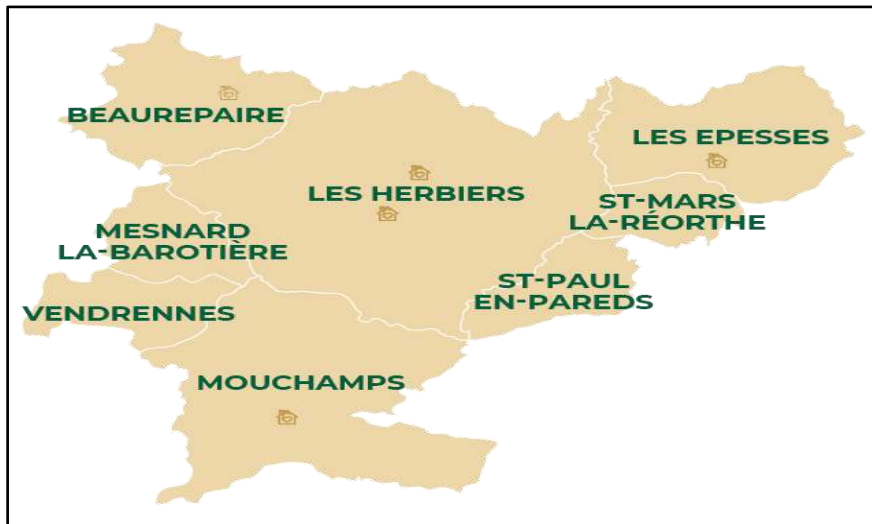 BEAUREPAIRE
LES EPESSES
LES HERBIERS
ST-MARS
LA-RÉORTHE
MESNARD
LA-BAROTIÈRE
ST-PAUL
EN-PAREDS
VENDRENNES
MOUCHAMPS